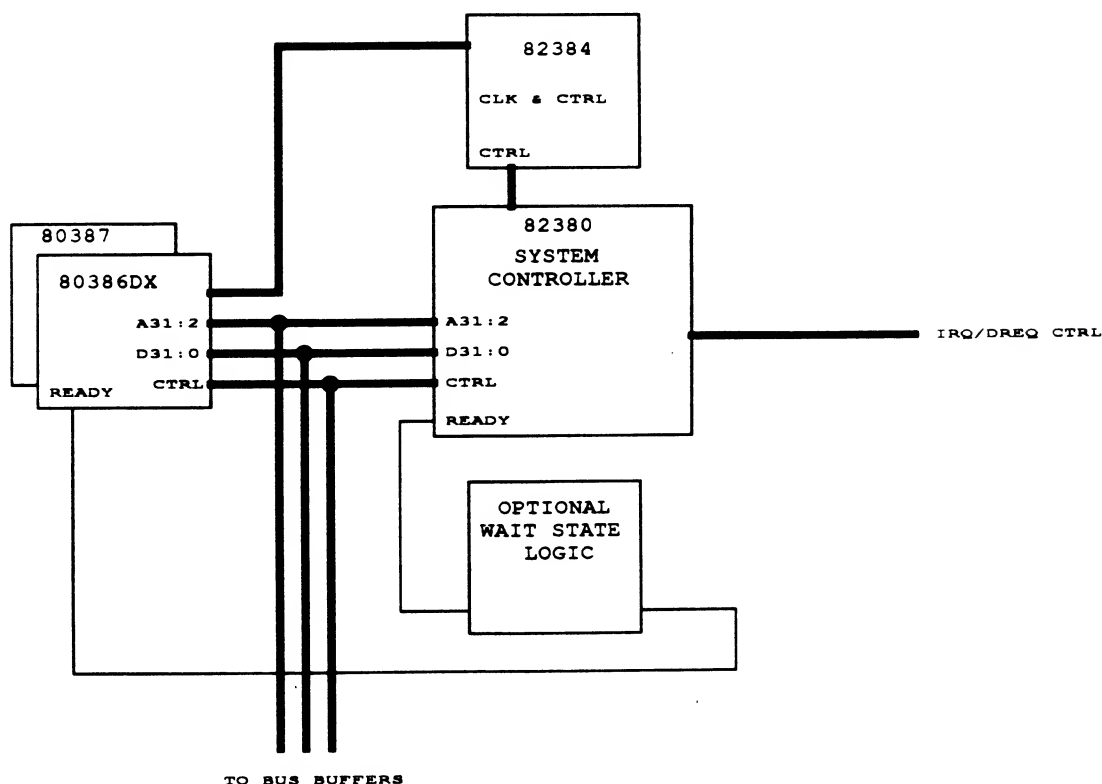 82384
CLK & CTRL
CTRL
80387
80386DX
A31:2
D31:0
CTRL
READY
82380
SYSTEM
CONTROLLER
A31:2
D31:0
CTRL
READY
IRQ/DREQ CTRL
OPTIONAL
WAIT STATE
LOGIC
TO BUS BUFFERS